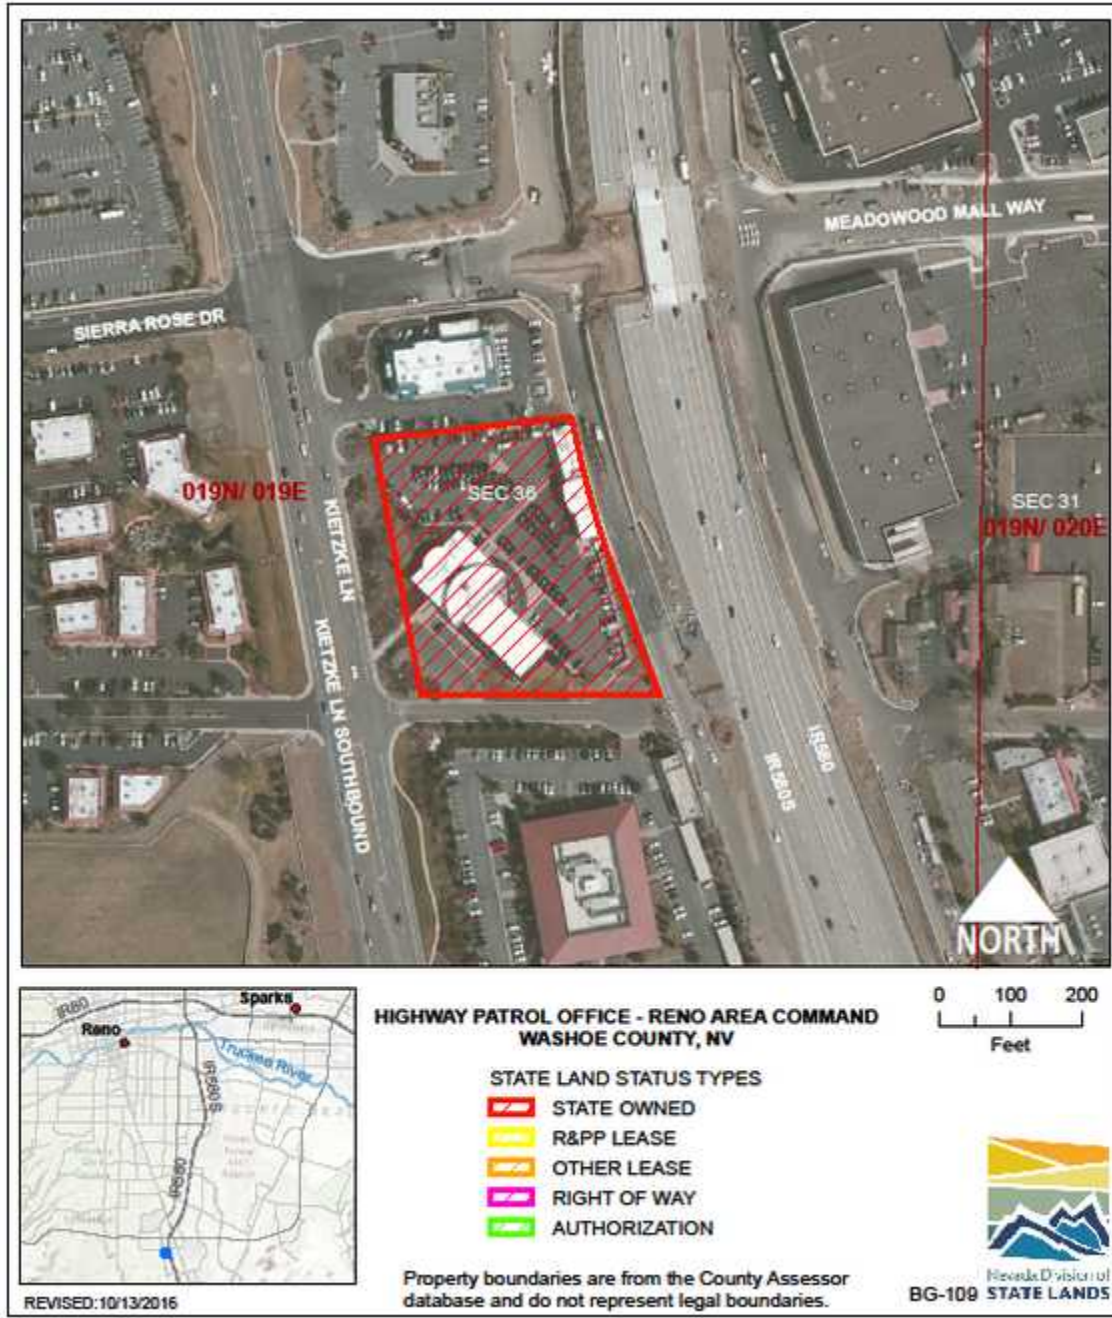 MEADOWOOD MALL WAY
SIERRA ROSE DR
019N/ 019E
SEC 36
SEC 31
019N/ 020E
KIETZKE LN
KIETZKE LN SOUTHBOUND
IR580
IR580S
NORTH
IR80
Sparks
Reno
Truckee River
IR580S
IR580
REVISED:10/13/2016
HIGHWAY PATROL OFFICE - RENO AREA COMMAND
WASHOE COUNTY, NV
STATE LAND STATUS TYPES
STATE OWNED
R&PP LEASE
OTHER LEASE
RIGHT OF WAY
AUTHORIZATION
Property boundaries are from the County Assessor
database and do not represent legal boundaries.
0 100 200
Feet
BG-109
Nevada Division of
STATE LANDS